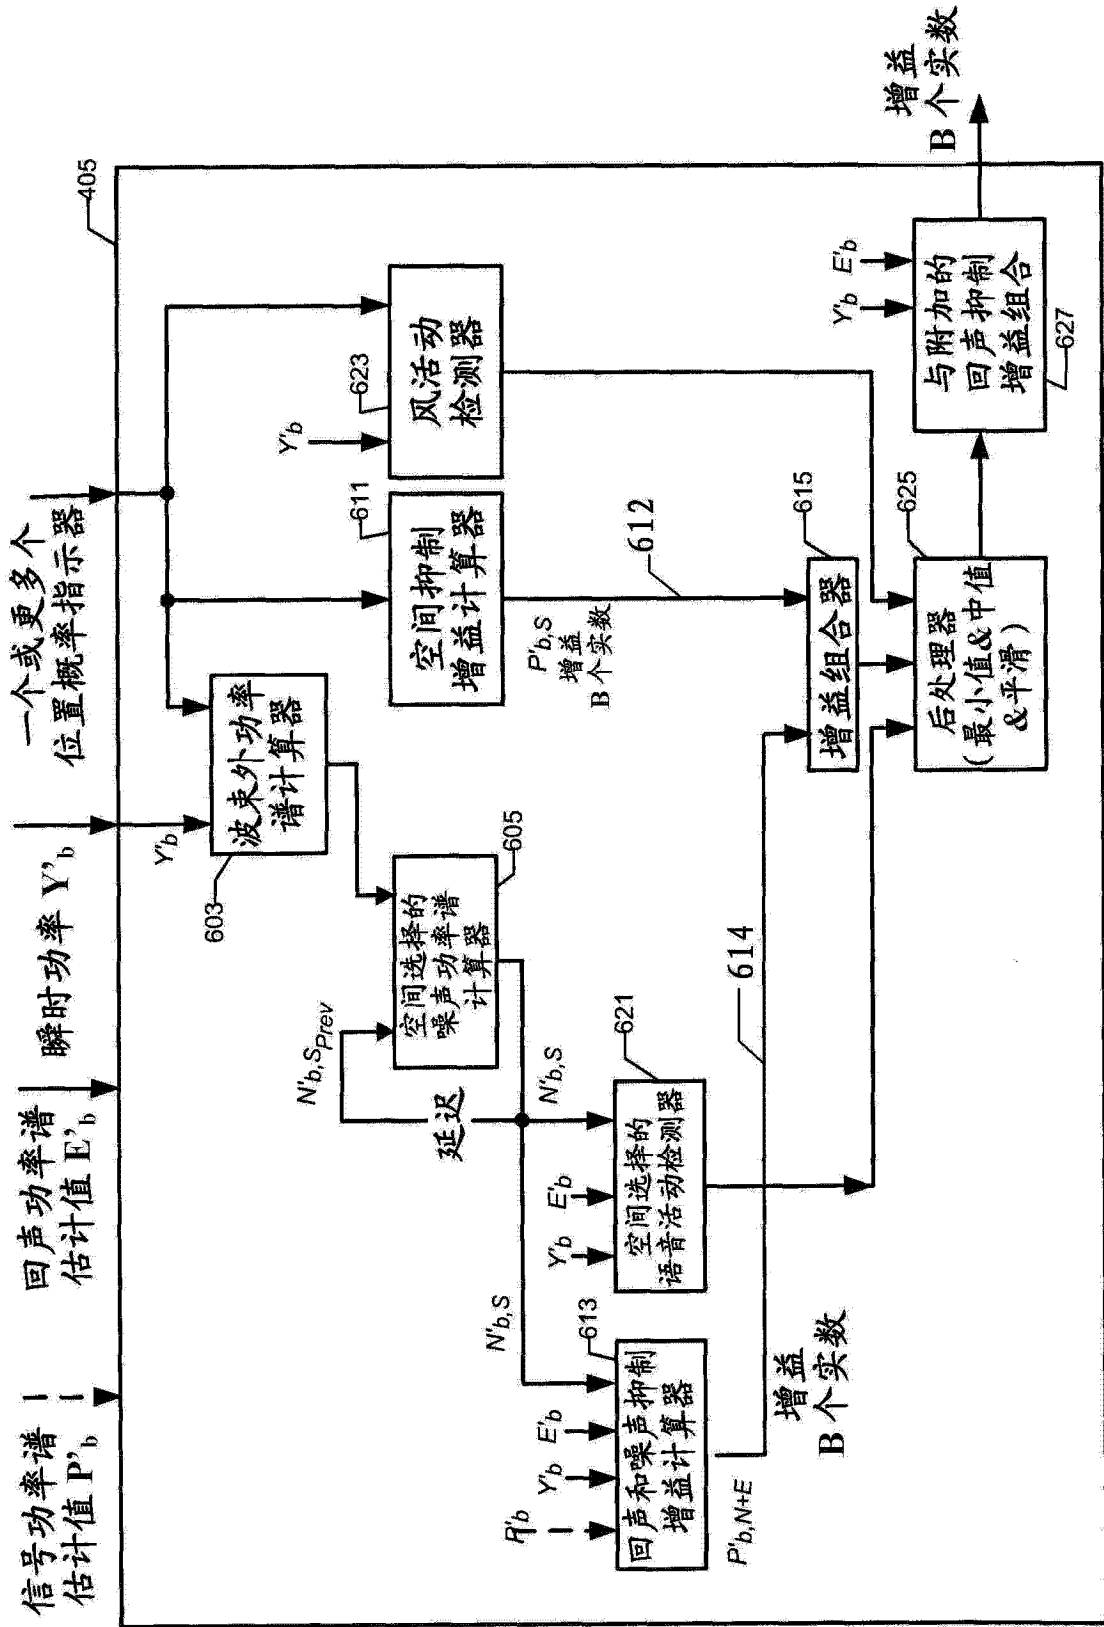 信号功率谱
估计值 P'b
回声功率谱
估计值 E'b
瞬时功率 Y'b
一个或更多个
位置概率指示器
405
Y'b
波束外功率
谱计算器
603
N'b,SPrev
延迟
空间选择的
噪声功率谱
计算器
605
空间抑制
增益计算器
611
Y'b
风活动
检测器
623
P'b,S
增益
B 个实数
612
N'b,S
N'b,S
P'b
Y'b
E'b
回声和噪声抑制
增益计算器
613
P'b,N+E
增益
B 个实数
Y'b
E'b
空间选择的
语音活动检测器
621
614
增益组合器
615
后处理器
(最小值&中值
&平滑)
625
Y'b
E'b
与附加的
回声抑制
增益组合
627
增益
B 个实数